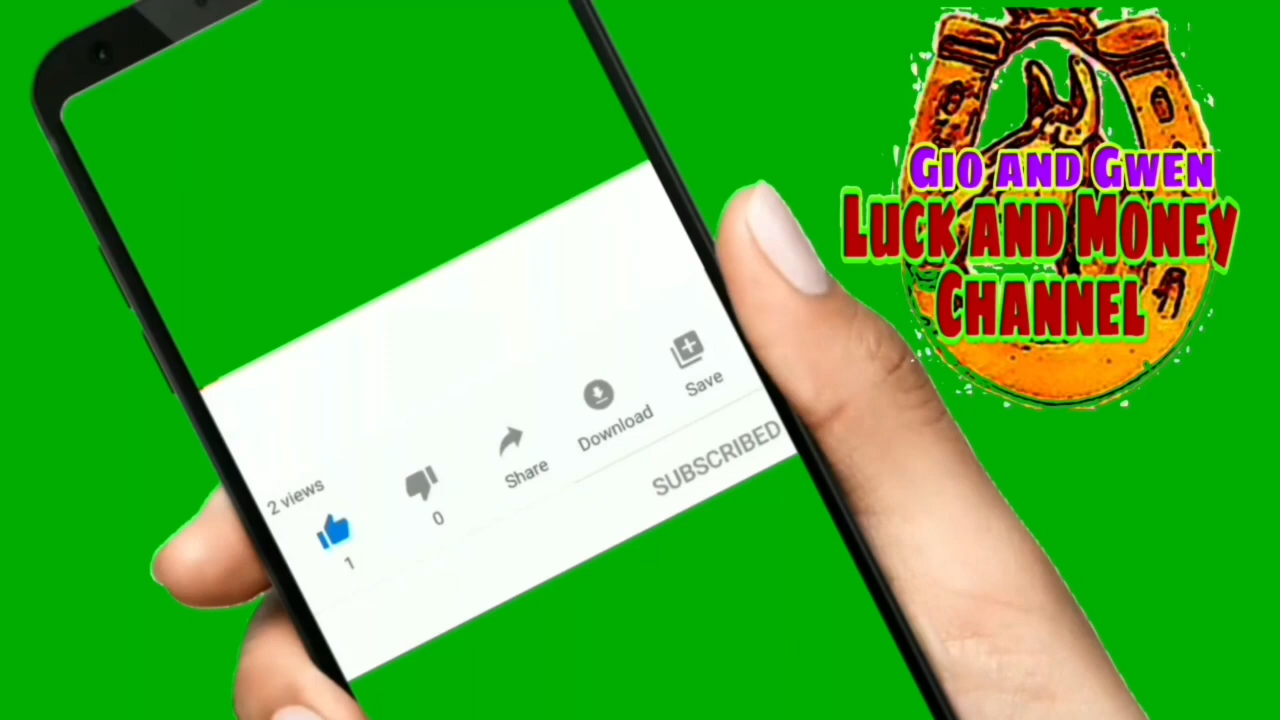 Gio and Gwen
Luck and Money
Channel
2 views
1
0
Share
Download
Save
SUBSCRIBED